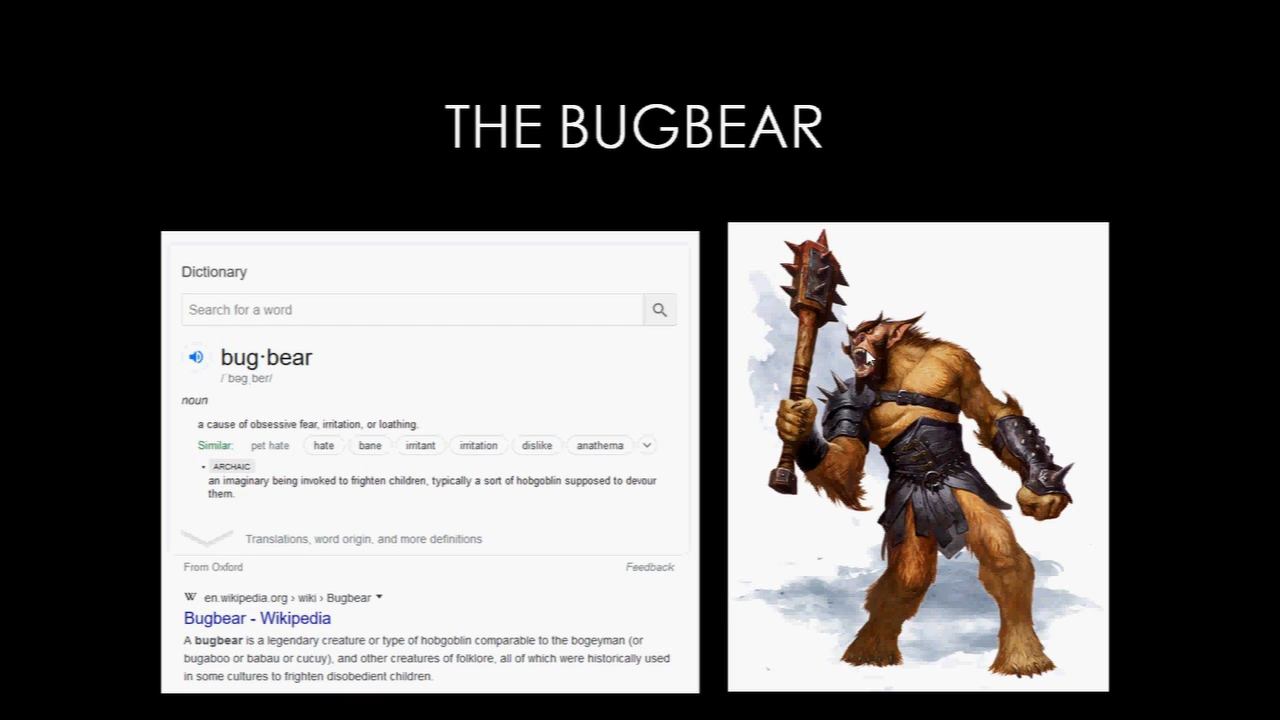 THE BUGBEAR
Dictionary
Search for a word
bug·bear
/ˈbəɡˌber/
noun
a cause of obsessive fear, irritation, or loathing.
Similar: pet hate hate bane irritant irritation dislike anathema
• ARCHAIC
an imaginary being invoked to frighten children, typically a sort of hobgoblin supposed to devour
them.
Translations, word origin, and more definitions
From Oxford Feedback
W en.wikipedia.org › wiki › Bugbear
Bugbear - Wikipedia
A bugbear is a legendary creature or type of hobgoblin comparable to the bogeyman (or
bugaboo or babau or cucuy), and other creatures of folklore, all of which were historically used
in some cultures to frighten disobedient children.